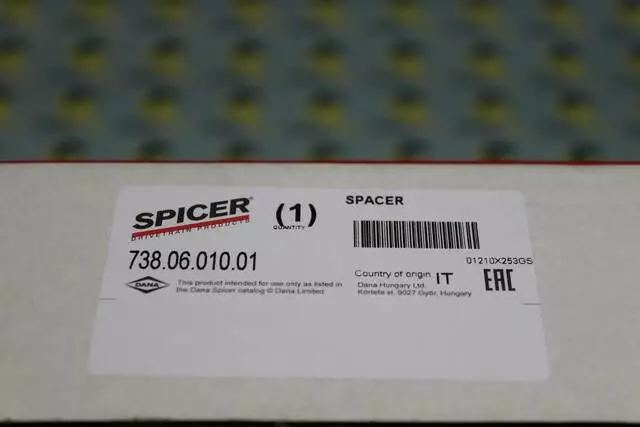 SPICER®
DRIVETRAIN PRODUCTS
(1)
QUANTITY
SPACER
738.06.010.01
01210X253GS
DANA
This product intended for use only as listed in
the Dana Spicer catalog © Dana Limited.
Country of origin: IT
Dana Hungary Ltd.
Kortefa st. 9027 Győr, Hungary
EAC